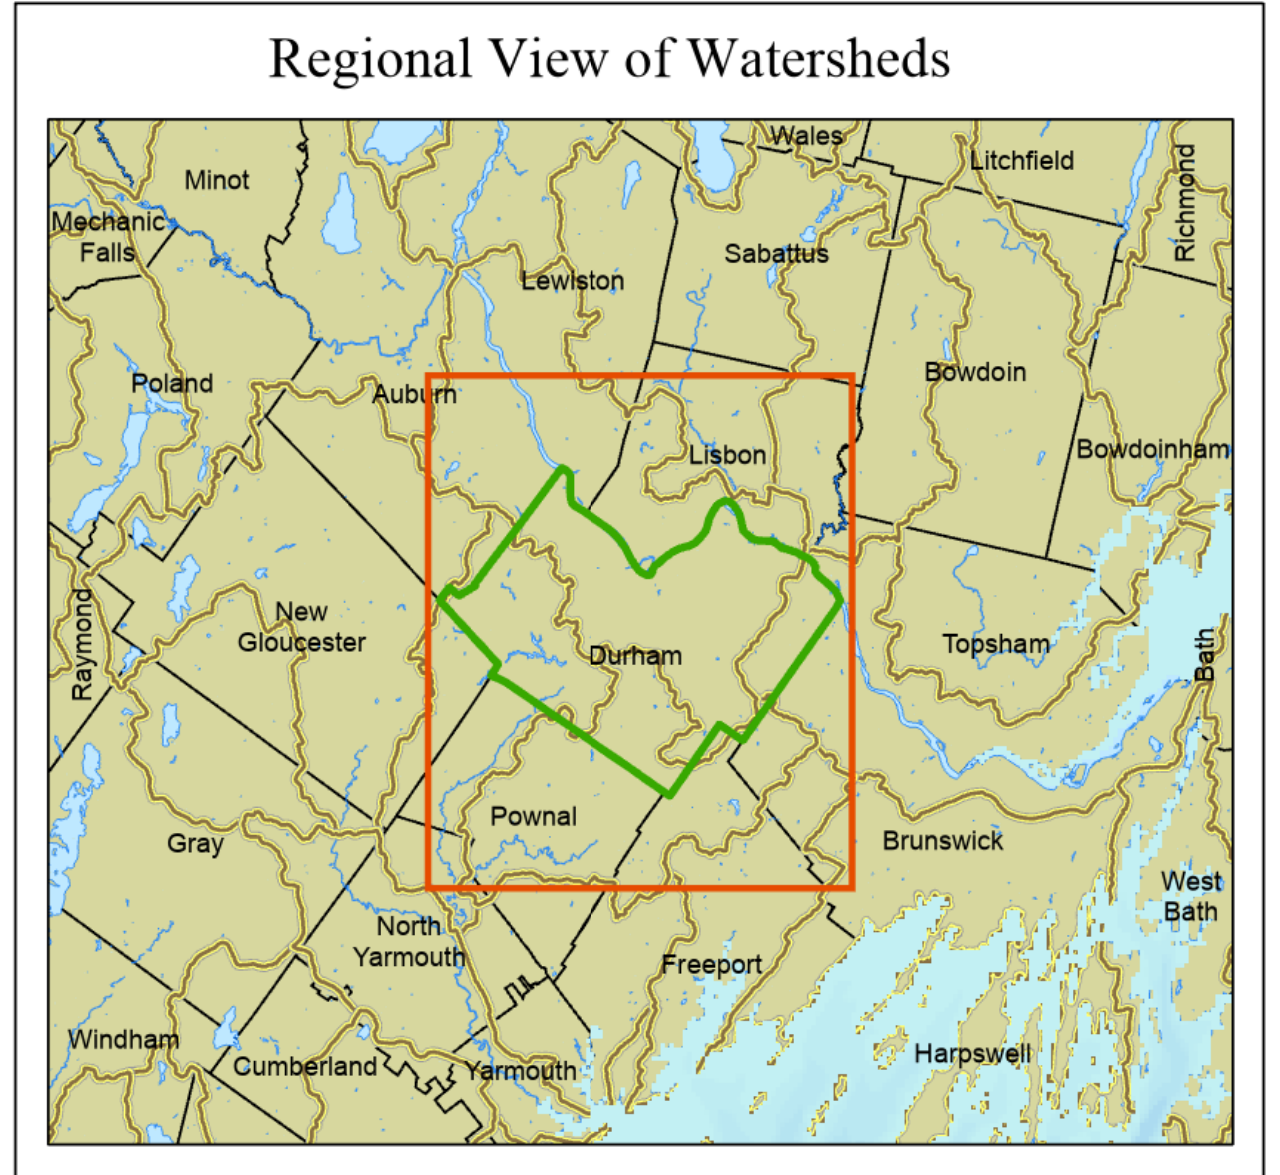 Regional View of Watersheds
Wales
Litchfield
Richmond
Minot
Mechanic
Falls
Sabattus
Lewiston
Poland
Auburn
Bowdoin
Lisbon
Bowdoinham
Raymond
New
Gloucester
Durham
Topsham
Bath
Pownal
Gray
Brunswick
West
Bath
North
Yarmouth
Freeport
Windham
Cumberland
Yarmouth
Harpswell